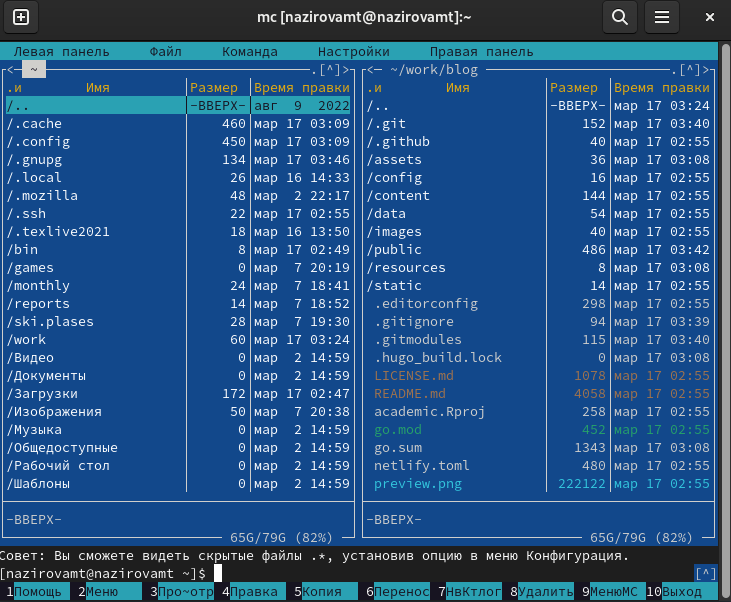 mc [nazirovamt@nazirovamt]:~
Левая панель Файл Команда Настройки Правая панель
<─ ~ .[^]> <─ ~/work/blog .[^]>
.и Имя Размер Время правки .и Имя Размер Время правки
/.. -ВВЕРХ- авг 9 2022 /.. -ВВЕРХ- мар 17 03:24
/.cache 460 мар 17 03:09 /.git 152 мар 17 03:40
/.config 450 мар 17 03:09 /.github 40 мар 17 02:55
/.gnupg 134 мар 17 03:46 /assets 36 мар 17 03:08
/.local 26 мар 16 14:33 /config 16 мар 17 02:55
/.mozilla 48 мар 2 22:17 /content 144 мар 17 02:55
/.ssh 22 мар 17 02:55 /data 54 мар 17 02:55
/.texlive2021 18 мар 16 13:50 /images 40 мар 17 02:55
/bin 8 мар 17 02:49 /public 486 мар 17 03:42
/games 0 мар 7 20:19 /resources 8 мар 17 03:08
/monthly 24 мар 7 18:41 /static 14 мар 17 02:55
/reports 14 мар 7 18:52 .editorconfig 298 мар 17 02:55
/ski.plases 28 мар 7 19:30 .gitignore 94 мар 17 03:39
/work 60 мар 17 03:24 .gitmodules 115 мар 17 03:40
/Видео 0 мар 2 14:59 .hugo_build.lock 0 мар 17 03:08
/Документы 0 мар 2 14:59 LICENSE.md 1078 мар 17 02:55
/Загрузки 172 мар 17 02:47 README.md 4058 мар 17 02:55
/Изображения 50 мар 7 20:38 academic.Rproj 258 мар 17 02:55
/Музыка 0 мар 2 14:59 go.mod 452 мар 17 02:55
/Общедоступные 0 мар 2 14:59 go.sum 1343 мар 17 03:08
/Рабочий стол 0 мар 2 14:59 netlify.toml 480 мар 17 02:55
/Шаблоны 0 мар 2 14:59 preview.png 222122 мар 17 02:55
-ВВЕРХ- -ВВЕРХ-
65G/79G (82%) 65G/79G (82%)
Совет: Вы сможете видеть скрытые файлы .*, установив опцию в меню Конфигурация.
[nazirovamt@nazirovamt ~]$ [^]
1Помощь 2Меню 3Про~отр 4Правка 5Копия 6Перенос 7НвКтлог 8Удалить 9МенюMC 10Выход